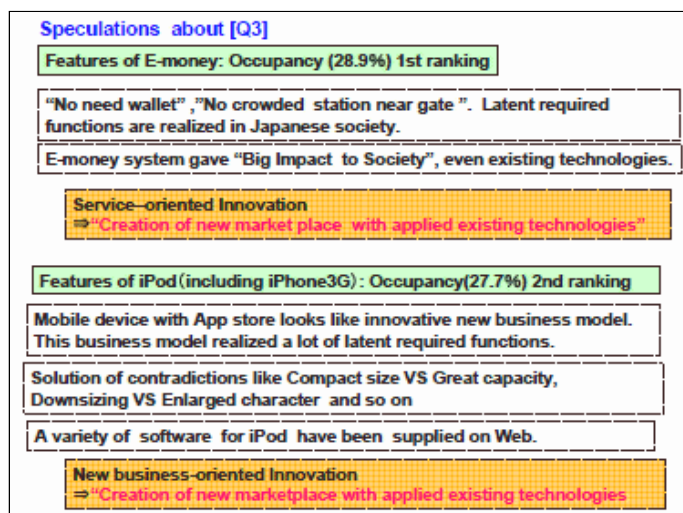 Speculations about [Q3]
Features of E-money: Occupancy (28.9%) 1st ranking
“No need wallet” ,”No crowded station near gate ”. Latent required
functions are realized in Japanese society.
E-money system gave “Big Impact to Society”, even existing technologies.
Service–oriented Innovation
⇒“Creation of new market place with applied existing technologies”
Features of iPod(including iPhone3G): Occupancy(27.7%) 2nd ranking
Mobile device with App store looks like innovative new business model.
This business model realized a lot of latent required functions.
Solution of contradictions like Compact size VS Great capacity,
Downsizing VS Enlarged character and so on
A variety of software for iPod have been supplied on Web.
New business-oriented Innovation
⇒“Creation of new marketplace with applied existing technologies